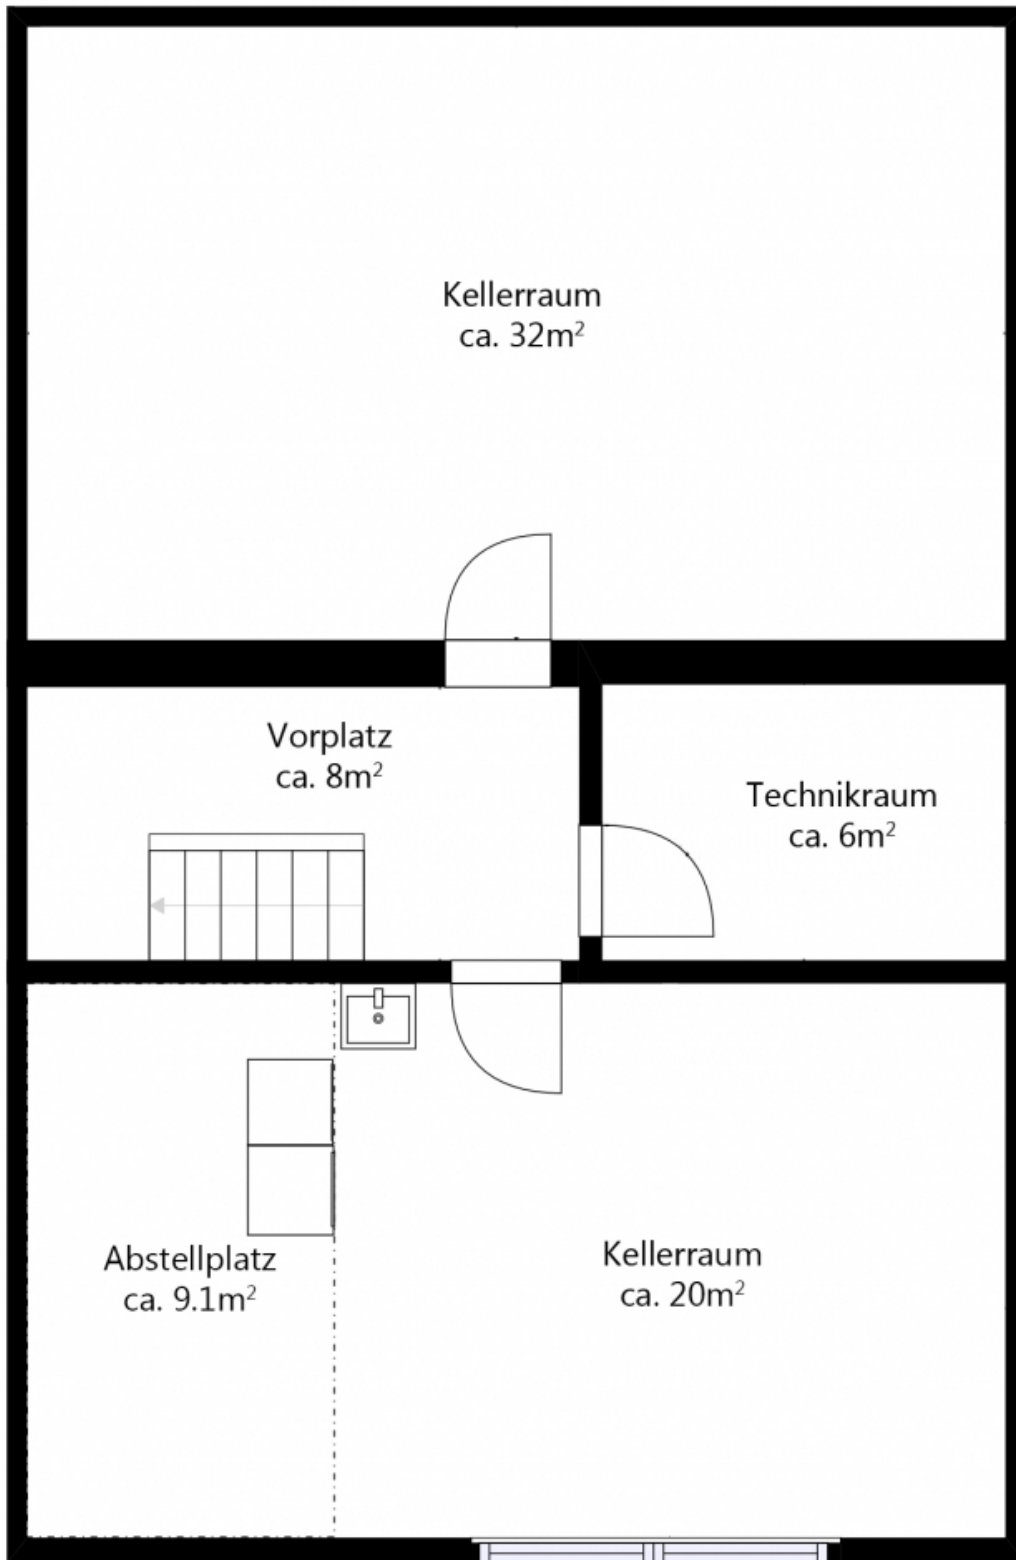 Kellerraum
ca. 32m²
Vorplatz
ca. 8m²
Technikraum
ca. 6m²
Abstellplatz
ca. 9.1m²
Kellerraum
ca. 20m²